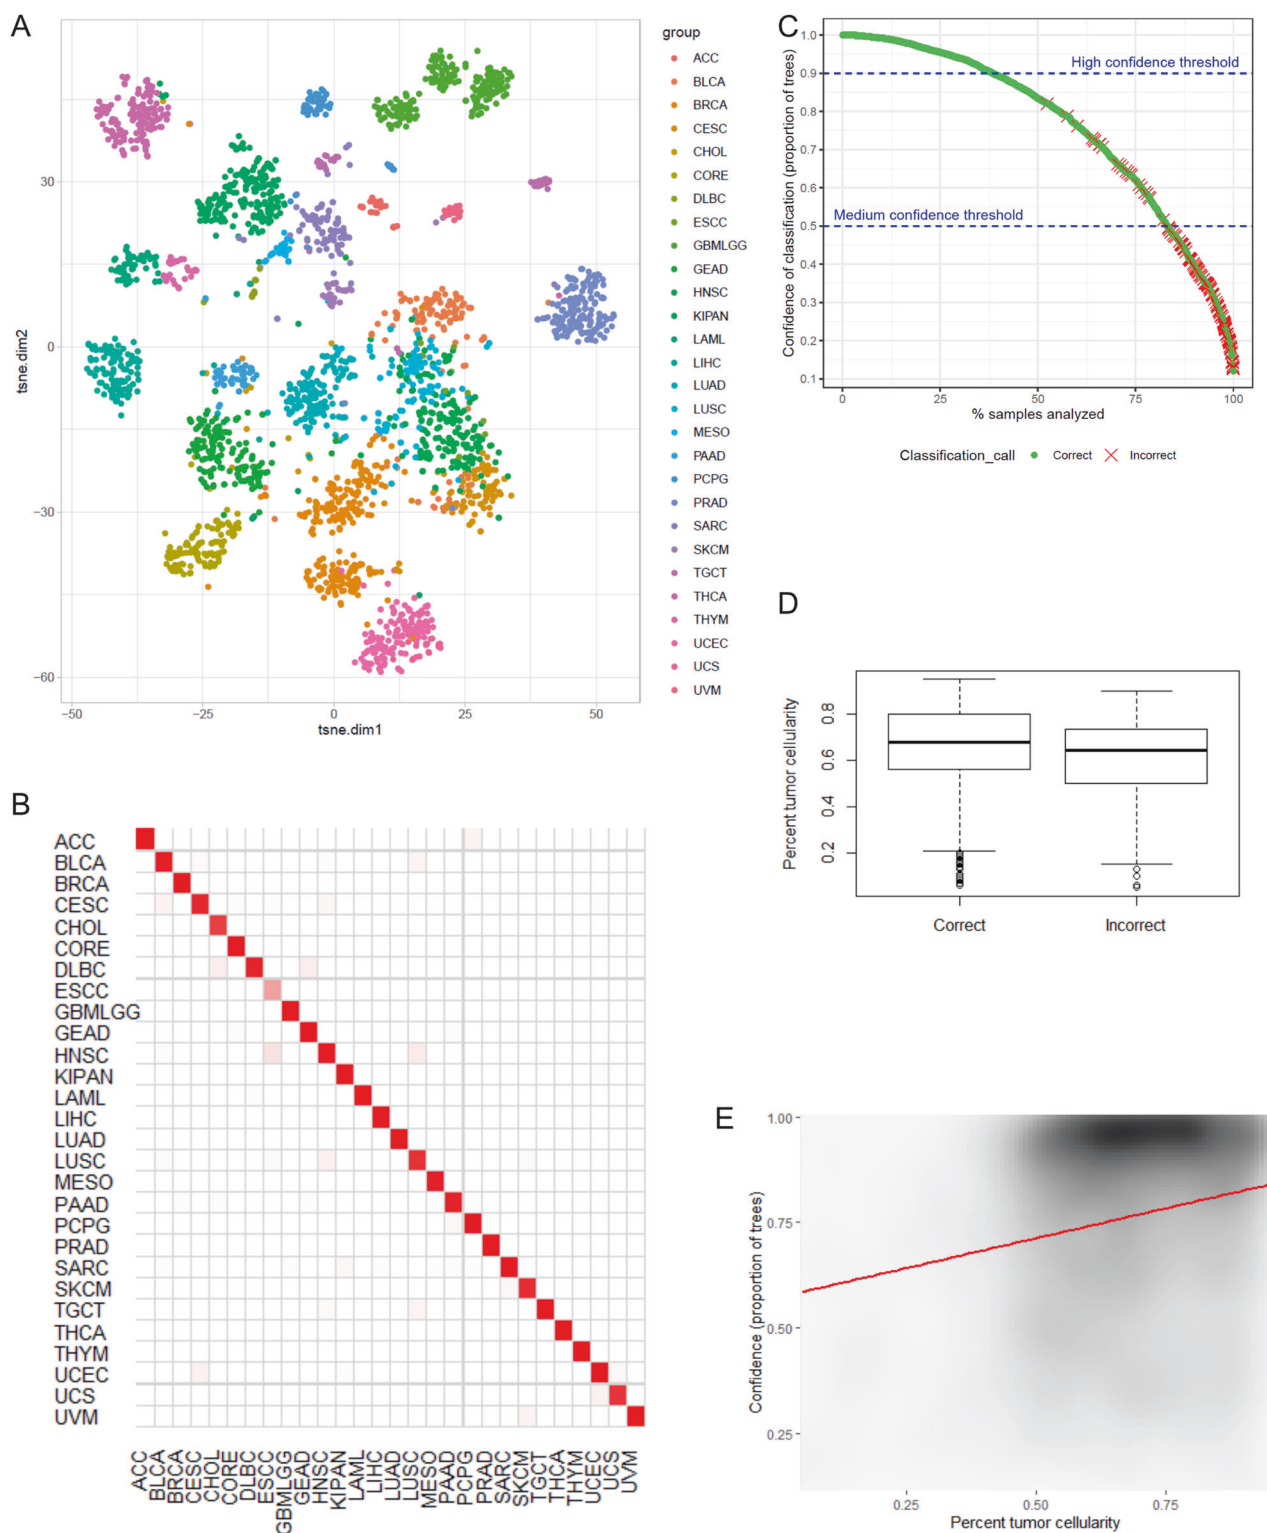 A
group
ACC
BLCA
BRCA
CESC
CHOL
CORE
DLBC
ESCC
GBMLGG
GEAD
HNSC
KIPAN
LAML
LIHC
LUAD
LUSC
MESO
PAAD
PCPG
PRAD
SARC
SKCM
TGCT
THCA
THYM
UCEC
UCS
UVM
tsne.dim2
30
0
−30
−60
−50
−25
0
25
50
tsne.dim1
B
ACC
BLCA
BRCA
CESC
CHOL
CORE
DLBC
ESCC
GBMLGG
GEAD
HNSC
KIPAN
LAML
LIHC
LUAD
LUSC
MESO
PAAD
PCPG
PRAD
SARC
SKCM
TGCT
THCA
THYM
UCEC
UCS
UVM
ACC
BLCA
BRCA
CESC
CHOL
CORE
DLBC
ESCC
GBMLGG
GEAD
HNSC
KIPAN
LAML
LIHC
LUAD
LUSC
MESO
PAAD
PCPG
PRAD
SARC
SKCM
TGCT
THCA
THYM
UCEC
UCS
UVM
C
Confidence of classification (proportion of trees)
1.0
0.9
0.8
0.7
0.6
0.5
0.4
0.3
0.2
0.1
High confidence threshold
Medium confidence threshold
0
25
50
75
100
% samples analyzed
Classification_call
Correct
Incorrect
D
Percent tumor cellularity
0.8
0.6
0.4
0.2
Correct
Incorrect
E
Confidence (proportion of trees)
1.00
0.75
0.50
0.25
0.25
0.50
0.75
Percent tumor cellularity